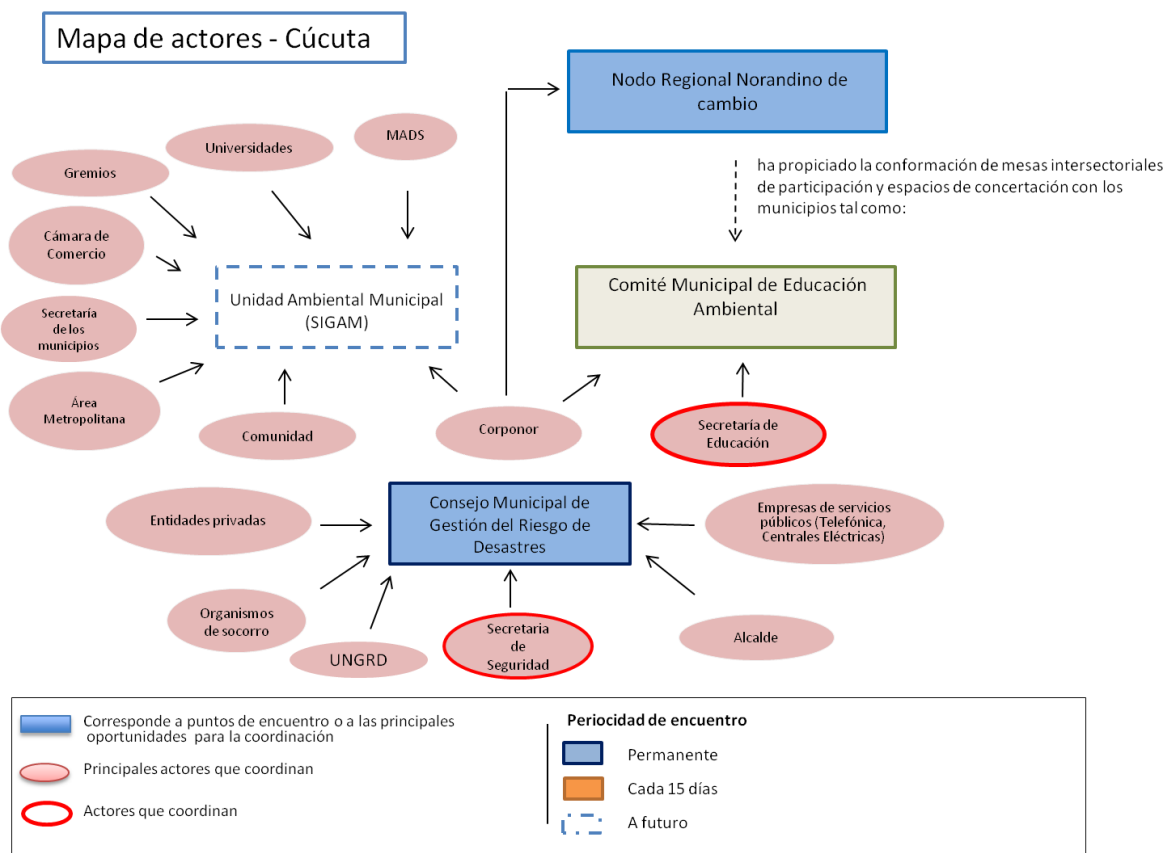 Mapa de actores - Cúcuta
Nodo Regional Norandino de
cambio
MADS
Universidades
Gremios
ha propiciado la conformación de mesas intersectoriales
de participación y espacios de concertación con los
municipios tal como:
Cámara de
Comercio
Unidad Ambiental Municipal
(SIGAM)
Comité Municipal de Educación
Ambiental
Secretaría
de los
municipios
Área
Metropolitana
Comunidad
Corponor
Secretaría de
Educación
Entidades privadas
Consejo Municipal de
Gestión del Riesgo de
Desastres
Empresas de servicios
públicos (Telefónica,
Centrales Eléctricas)
Organismos
de socorro
UNGRD
Secretaria
de
Seguridad
Alcalde
Corresponde a puntos de encuentro o a las principales
oportunidades para la coordinación
Principales actores que coordinan
Actores que coordinan
Periocidad de encuentro
Permanente
Cada 15 días
A futuro